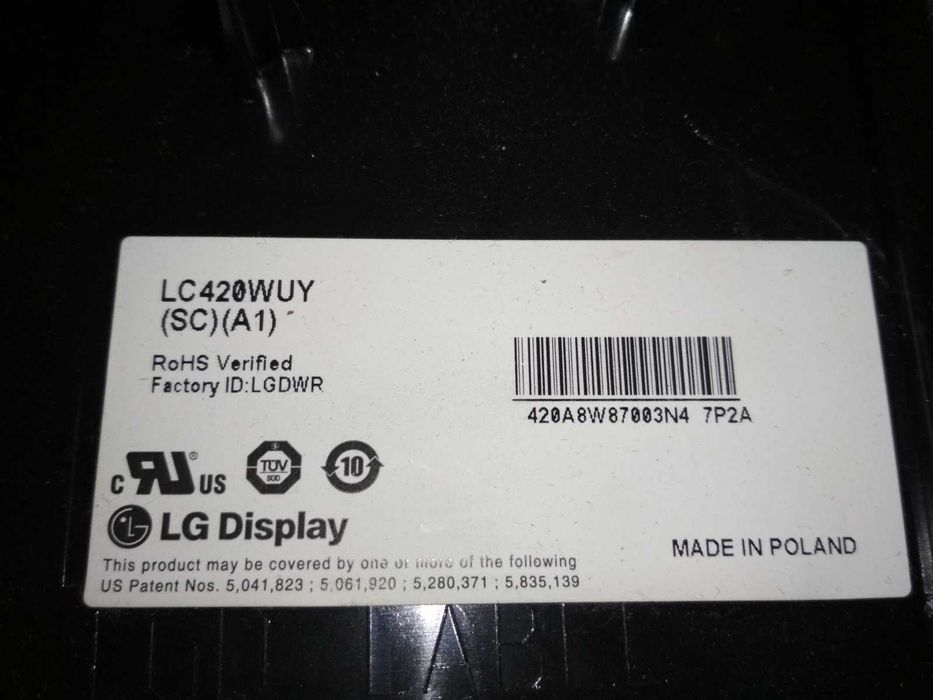 LC420WUY
(SC)(A1)
RoHS Verified
Factory ID:LGDWR
420A8W87003N4 7P2A
c RU ® US
TÜV
SÜD
10
LG Display
MADE IN POLAND
This product may be covered by one or more of the following
US Patent Nos. 5,041,823 ; 5,061,920 ; 5,280,371 ; 5,835,139